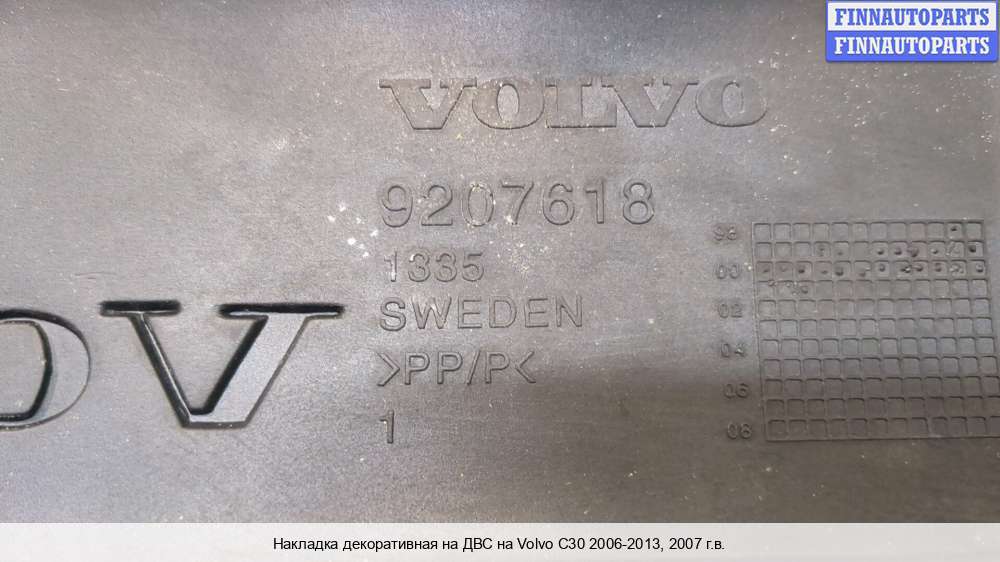 FINNAUTOPARTS
FINNAUTOPARTS
VOLVO
9207618
1335
SWEDEN
>PP/P<
1
98
00
02
04
06
08
OV
Накладка декоративная на ДВС на Volvo C30 2006-2013, 2007 г.в.